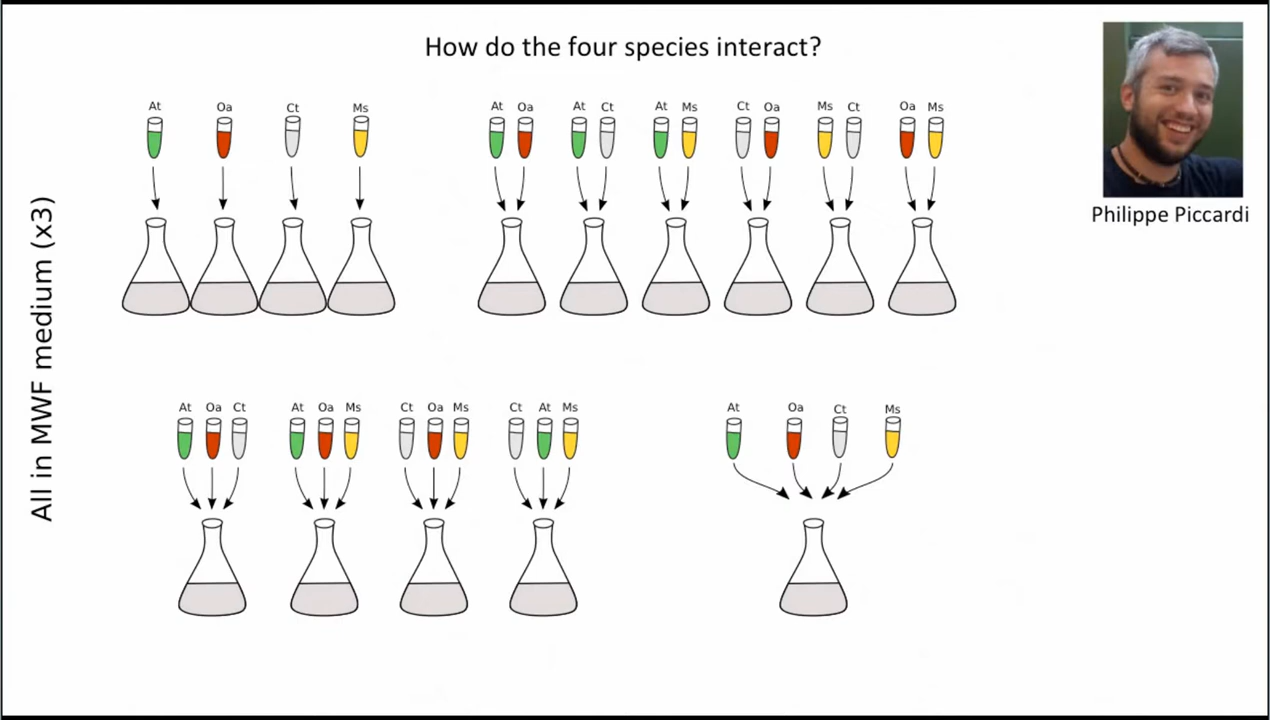 How do the four species interact?
At Oa Ct Ms
At Oa At Ct At Ms Ct Oa Ms Ct Oa Ms
Philippe Piccardi
All in MWF medium (x3)
At Oa Ct At Oa Ms Ct Oa Ms Ct At Ms
At Oa Ct Ms